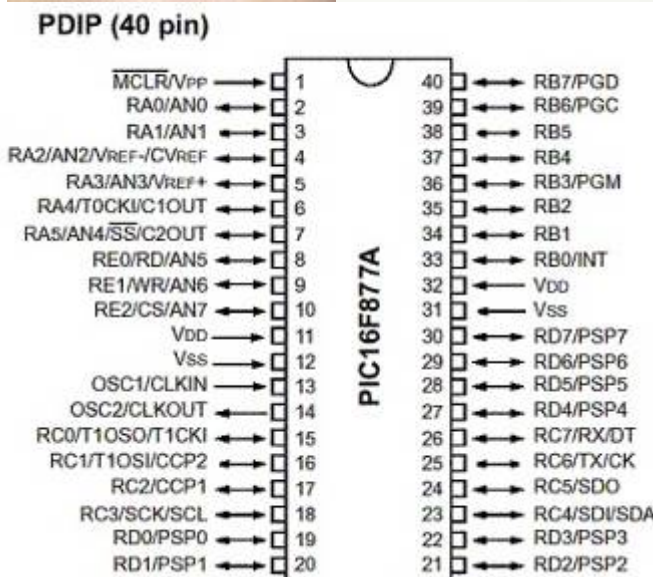 PDIP (40 pin)
MCLR/VPP 1 40 RB7/PGD
RA0/AN0 2 39 RB6/PGC
RA1/AN1 3 38 RB5
RA2/AN2/VREF-/CVREF 4 37 RB4
RA3/AN3/VREF+ 5 36 RB3/PGM
RA4/T0CKI/C1OUT 6 35 RB2
RA5/AN4/SS/C2OUT 7 34 RB1
RE0/RD/AN5 8 33 RB0/INT
RE1/WR/AN6 9 32 VDD
RE2/CS/AN7 10 31 VSS
VDD 11 30 RD7/PSP7
VSS 12 29 RD6/PSP6
OSC1/CLKIN 13 28 RD5/PSP5
OSC2/CLKOUT 14 27 RD4/PSP4
RC0/T1OSO/T1CKI 15 26 RC7/RX/DT
RC1/T1OSI/CCP2 16 25 RC6/TX/CK
RC2/CCP1 17 24 RC5/SDO
RC3/SCK/SCL 18 23 RC4/SDI/SDA
RD0/PSP0 19 22 RD3/PSP3
RD1/PSP1 20 21 RD2/PSP2
PIC16F877A